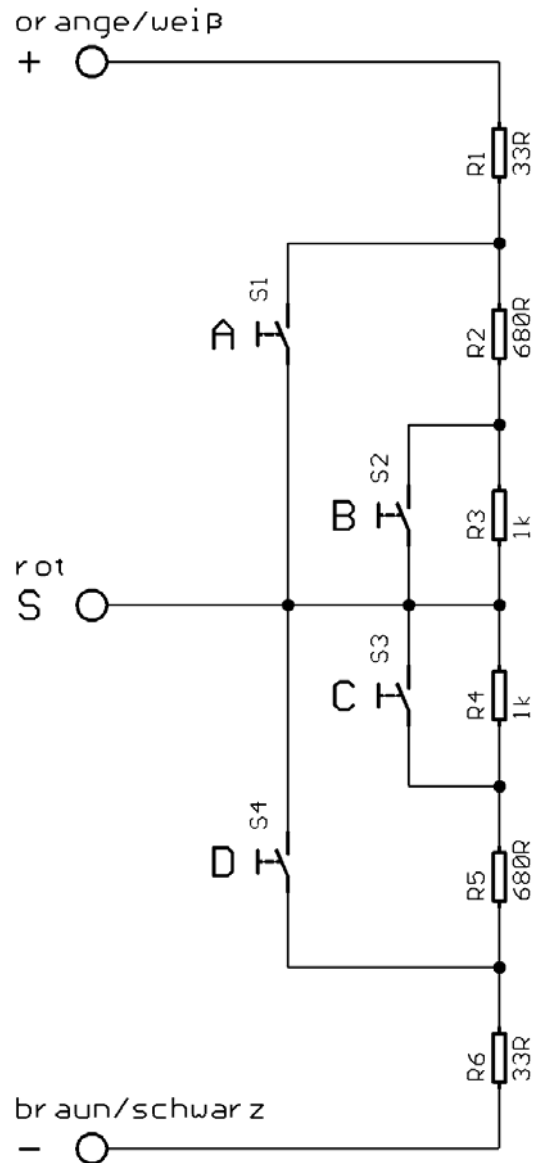 orange/weiß
+
R1 33R
S1
A
R2 680R
S2
B
R3 1k
rot
S
S3
C
R4 1k
S4
D
R5 680R
R6 33R
braun/schwarz
-